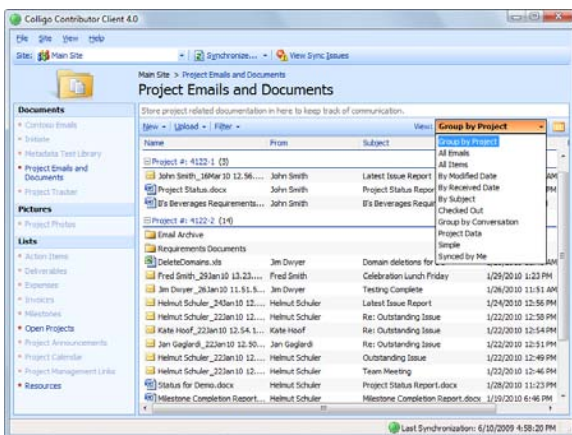 Colligo Contributor Client 4.0
File Site View Help
Site: Main Site Synchronize... View Sync Issues
Main Site > Project Emails and Documents
Project Emails and Documents
Store project related documentation in here to keep track of communication.
New Upload Filter View: Group by Project
Documents
Contoso Emails
Initiate
Metadata Test Library
Project Emails and
Documents
Project Tracker
Pictures
Project Photos
Lists
Action Items
Deliverables
Expenses
Invoices
Milestones
Open Projects
Project Announcements
Project Calendar
Project Management Links
Resources
Name From Subject
Project #: 4122-1 (3)
John Smith_16Mar10 12.56.... John Smith Latest Issue Report AM
Project Status.docx John Smith Project Status Repor PM
B's Beverages Requirements... John Smith B's Beverages Requi AM
Project #: 4122-2 (14)
Email Archive
Requirements Documents
DeleteDomains.xls Jim Dwyer Domain deletions for
Fred Smith_29Jan10 13.23.... Fred Smith Celebration Lunch Friday 1/29/2010 1:23 PM
Jim Dwyer_26Jan10 11.51.5... Jim Dwyer Testing Complete 1/26/2010 11:51 AM
Helmut Schuler_24Jan10 12.... Helmut Schuler Latest Issue Report 1/24/2010 12:56 PM
Helmut Schuler_22Jan10 12.... Helmut Schuler Re: Outstanding Issue 1/22/2010 12:58 PM
Kate Hoof_22Jan10 12.54.1... Kate Hoof Re: Outstanding Issue 1/22/2010 12:54 PM
Jan Gaglardi_22Jan10 12.50... Jan Gaglardi Re: Outstanding Issue 1/22/2010 12:51 PM
Helmut Schuler_22Jan10 12.... Helmut Schuler Outstanding Issue 1/22/2010 12:49 PM
Helmut Schuler_22Jan10 12.... Helmut Schuler Team Meeting 1/22/2010 12:46 PM
Status for Demo.docx Helmut Schuler Project Status Report.docx 1/28/2010 11:23 PM
Milestone Completion Report... Helmut Schuler Milestone Completion Report.docx 1/19/2010 6:46 PM
Group by Project
All Emails
All Items
By Modified Date
By Received Date
By Subject
Checked Out
Group by Conversation
Project Data
Simple
Synced by Me
Last Synchronization: 6/10/2009 4:58:20 PM